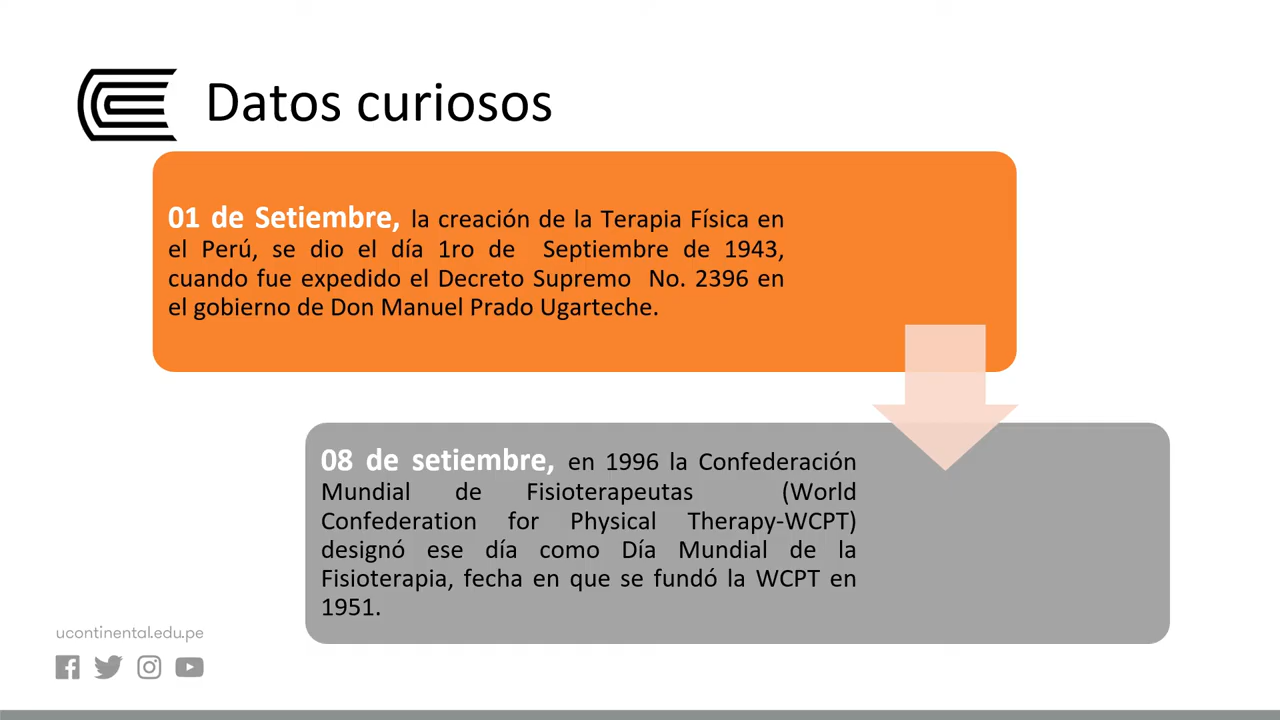 Datos curiosos
01 de Setiembre, la creación de la Terapia Física en
el Perú, se dio el día 1ro de Septiembre de 1943,
cuando fue expedido el Decreto Supremo No. 2396 en
el gobierno de Don Manuel Prado Ugarteche.
08 de setiembre, en 1996 la Confederación
Mundial de Fisioterapeutas (World
Confederation for Physical Therapy-WCPT)
designó ese día como Día Mundial de la
Fisioterapia, fecha en que se fundó la WCPT en
1951.
ucontinental.edu.pe